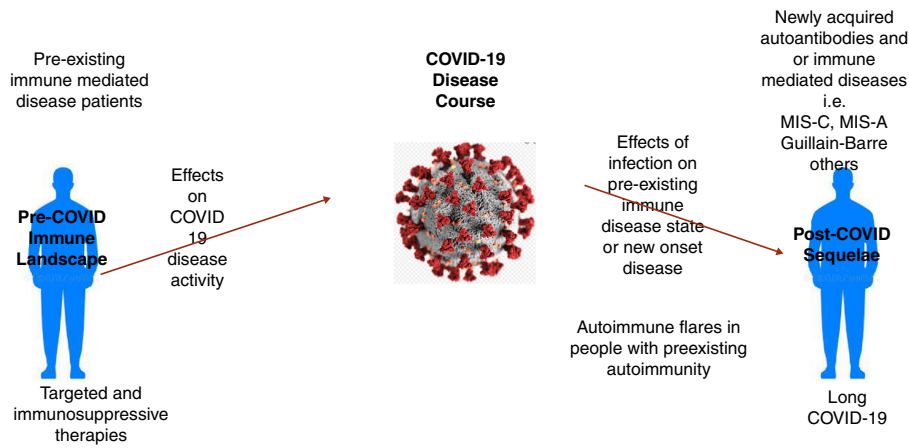 Pre-existing
immune mediated
disease patients
Pre-COVID
Immune
Landscape
Targeted and
immunosuppressive
therapies
Effects
on
COVID
19
disease
activity
COVID-19
Disease
Course
Effects of
infection on
pre-existing
immune
disease state
or new onset
disease
Autoimmune flares in
people with preexisting
autoimmunity
Newly acquired
autoantibodies and
or immune
mediated diseases
i.e.
MIS-C, MIS-A
Guillain-Barre
others
Post-COVID
Sequelae
Long
COVID-19